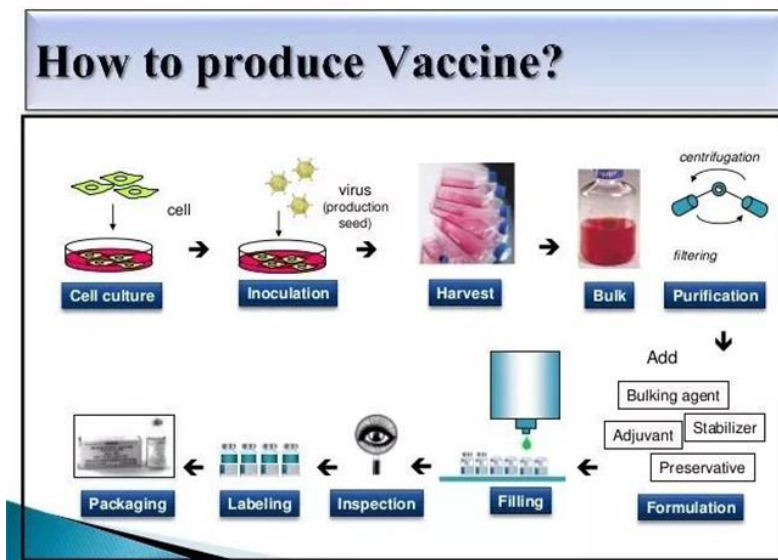 How to produce Vaccine?
centrifugation
virus
(production
seed)
cell
filtering
Cell culture
Inoculation
Harvest
Bulk
Purification
Add
Bulking agent
Stabilizer
Adjuvant
Preservative
Packaging
Labeling
Inspection
Filling
Formulation